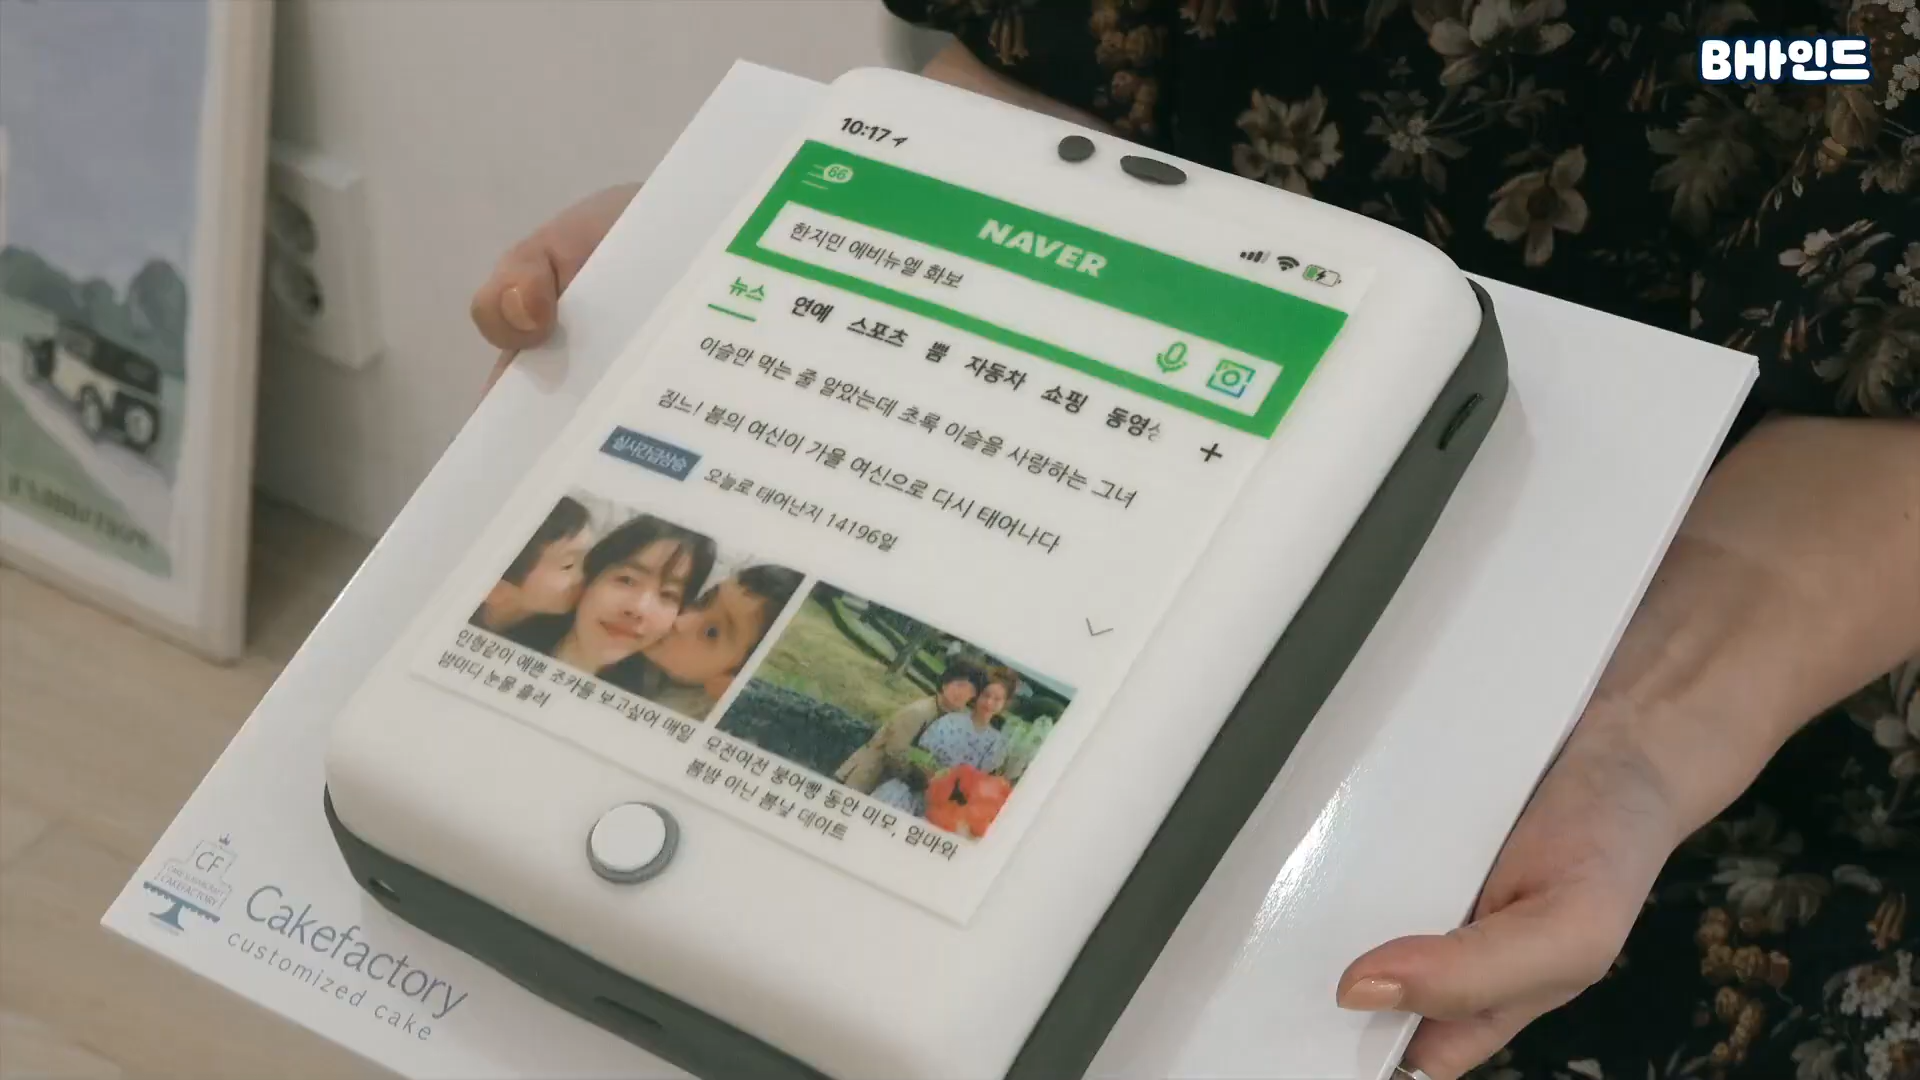 BH바인드
10:17
66
NAVER
한지민 에비뉴엘 화보
뉴스 연예 스포츠 뿜 자동차 쇼핑 동영상
이슬만 먹는 줄 알았는데 초록 이슬을 사랑하는 그녀
짐느! 봄의 여신이 가을 여신으로 다시 태어나다
실시간급상승
오늘로 태어난지 14196일
인형같이 예쁜 조카들 보고싶어 매일
밤마다 눈물 흘려
모전여전 붕어빵 동안 미모, 엄마와
봄밤 아닌 봄낮 데이트
CF
CAKEFACTORY
Cakefactory
customized cake